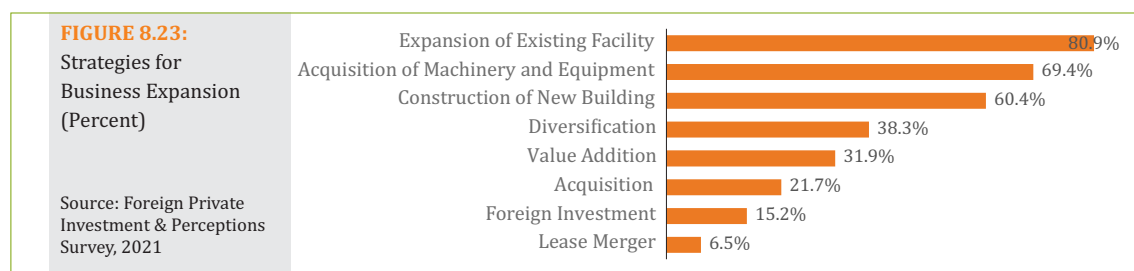 FIGURE 8.23:
Strategies for
Business Expansion
(Percent)
Source: Foreign Private
Investment & Perceptions
Survey, 2021
Expansion of Existing Facility 80.9%
Acquisition of Machinery and Equipment 69.4%
Construction of New Building 60.4%
Diversification 38.3%
Value Addition 31.9%
Acquisition 21.7%
Foreign Investment 15.2%
Lease Merger 6.5%